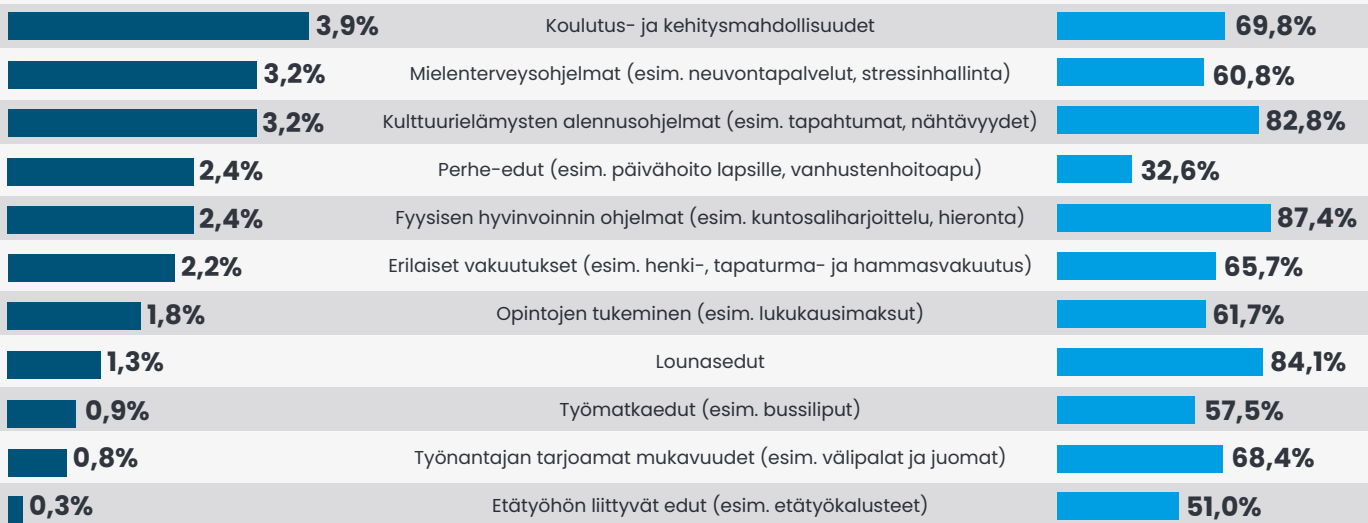 3,9% Koulutus- ja kehitysmahdollisuudet 69,8%
3,2% Mielenterveysohjelmat (esim. neuvontapalvelut, stressinhallinta) 60,8%
3,2% Kulttuurielämysten alennusohjelmat (esim. tapahtumat, nähtävyydet) 82,8%
2,4% Perhe-edut (esim. päivähoito lapsille, vanhustenhoitoapu) 32,6%
2,4% Fyysisen hyvinvoinnin ohjelmat (esim. kuntosaliharjoittelu, hieronta) 87,4%
2,2% Erilaiset vakuutukset (esim. henki-, tapaturma- ja hammasvakuutus) 65,7%
1,8% Opintojen tukeminen (esim. lukukausimaksut) 61,7%
1,3% Lounasedut 84,1%
0,9% Työmatkaedut (esim. bussiliput) 57,5%
0,8% Työnantajan tarjoamat mukavuudet (esim. välipalat ja juomat) 68,4%
0,3% Etätyöhön liittyvät edut (esim. etätyökalusteet) 51,0%